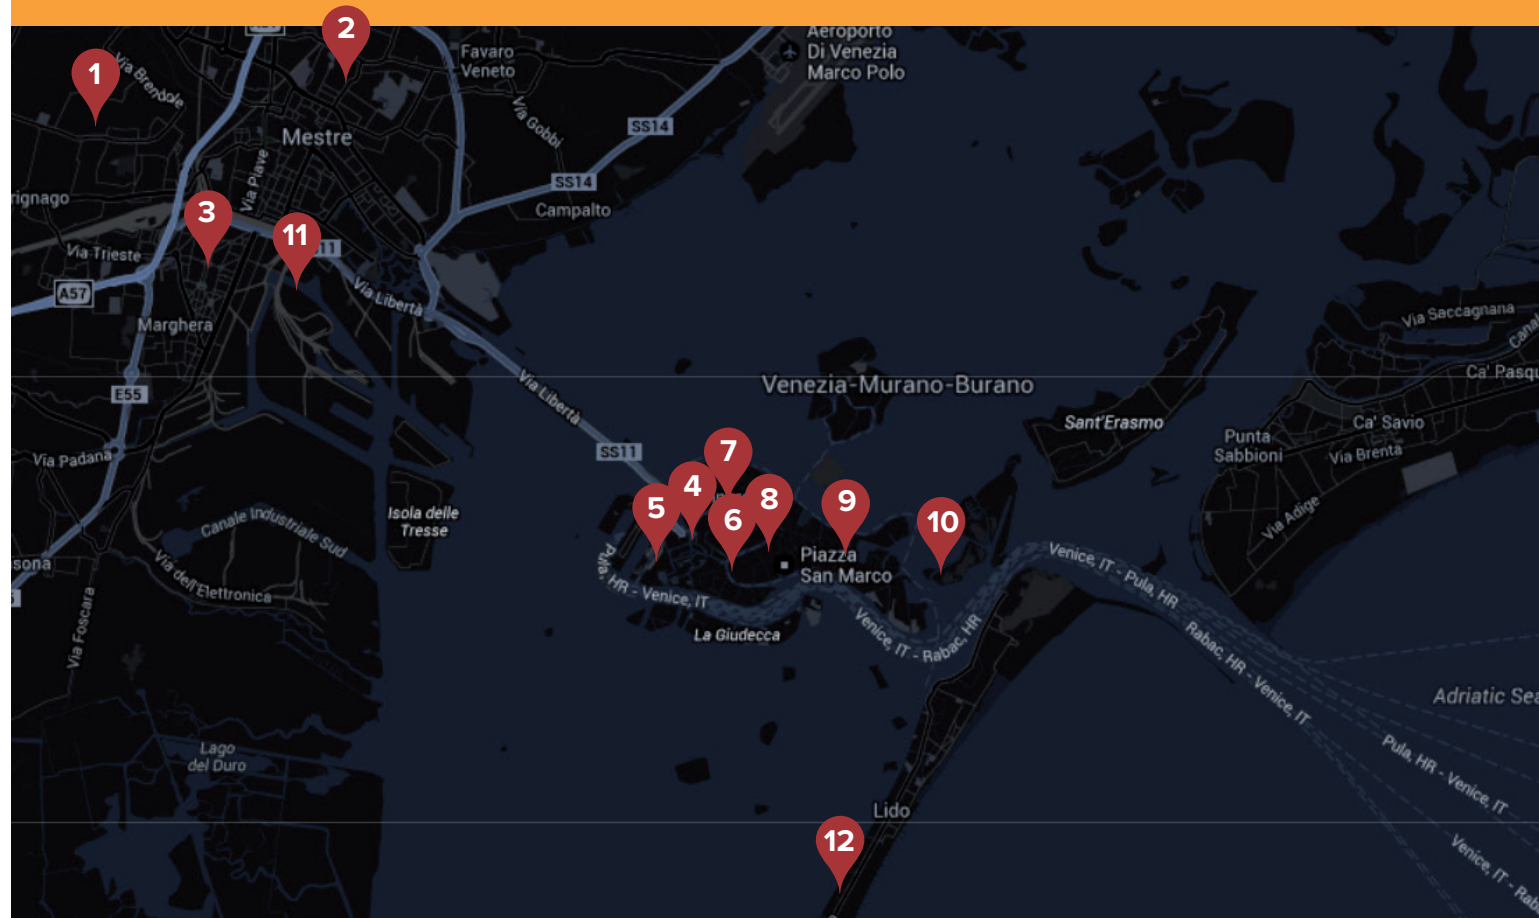 2
Aeroporto
Di Venezia
Marco Polo
Favaro
Veneto
1
Via Brendole
Via Gobbi
SS14
Mestre
Via Piave
SS14
Campalto
rignago
3
11
11
Via Trieste
A57
Via Libertà
Marghera
Via Saccagnana
Venezia-Murano-Burano
Ca' Pasqu
E55
Via Libertà
Sant'Erasmo
Ca' Savio
Punta
Sabbioni
Via Brenta
SS11
Via Padana
7
4
8
5
6
9
10
Isola delle
Tresse
Canale Industriale Sud
Via Adige
Piazza
San Marco
sona
Via dell'Elettronica
Via Foscara
Pula, HR - Venice, IT
Venice, IT - Pula, HR
La Giudecca
Venice, IT - Rabac, HR
Rabac, HR - Venice, IT
Adriatic Sea
Lago
del Duro
Pula, HR - Venice, IT
Lido
12
Venice, IT - Rab